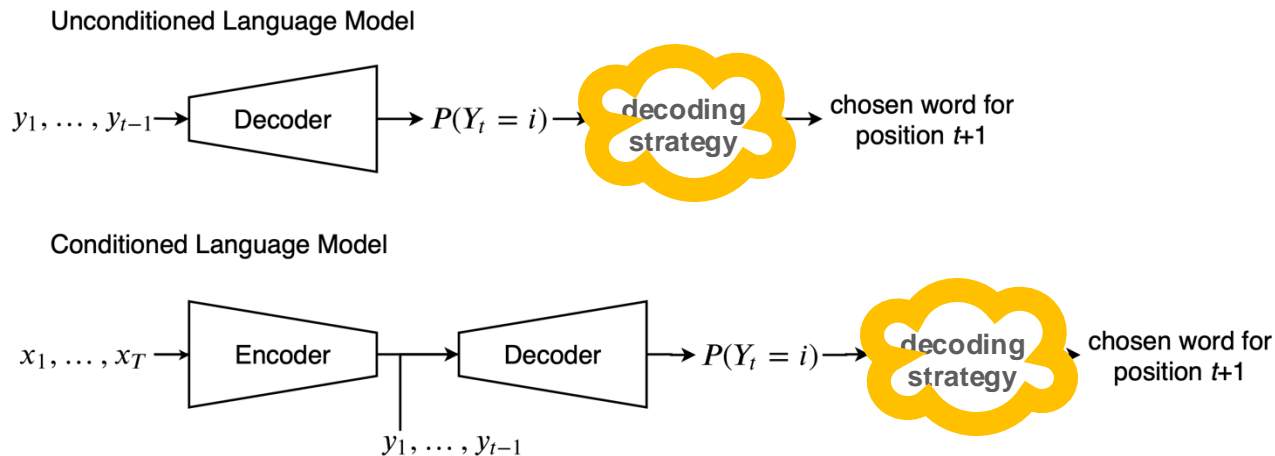 Unconditioned Language Model
y₁, … , yₜ₋₁ Decoder P(Yₜ = i) decoding strategy chosen word for position t+1
Conditioned Language Model
x₁, … , x_T Encoder Decoder P(Yₜ = i) decoding strategy chosen word for position t+1
y₁, … , yₜ₋₁